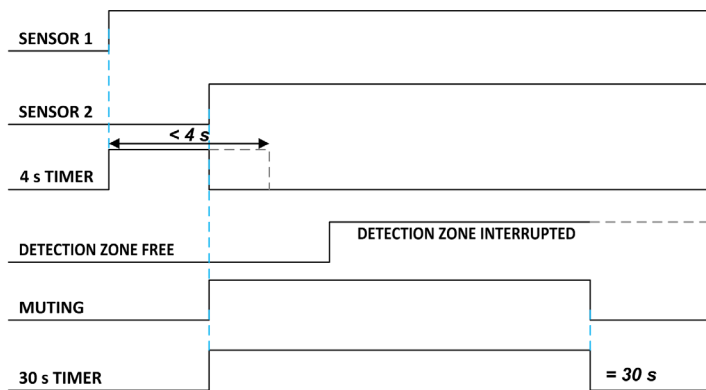 SENSOR 1
SENSOR 2
< 4 s
4 s TIMER
DETECTION ZONE INTERRUPTED
DETECTION ZONE FREE
MUTING
30 s TIMER
= 30 s